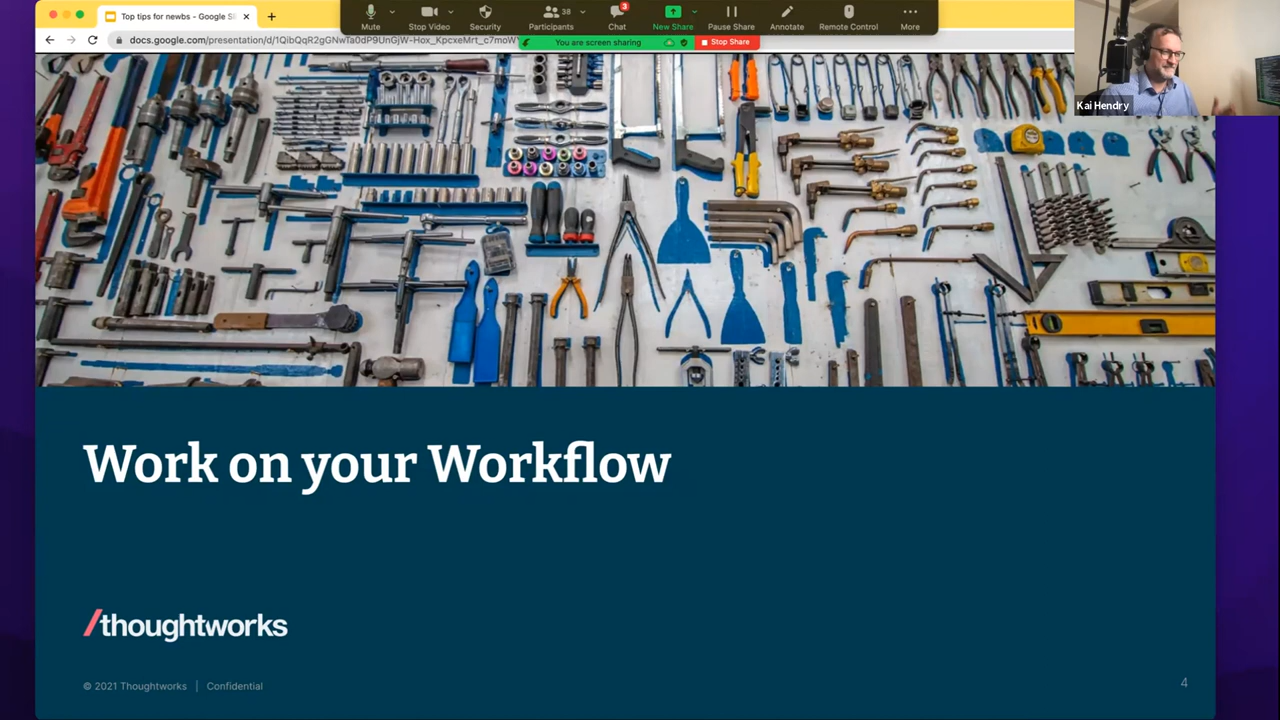 Top tips for newbs - Google Sl
Mute
Stop Video
Security
Participants
38
Chat
3
New Share
Pause Share
Annotate
Remote Control
More
docs.google.com/presentation/d/
You are screen sharing
Stop Share
Kai Hendry
Work on your Workflow
/thoughtworks
© 2021 Thoughtworks | Confidential
4